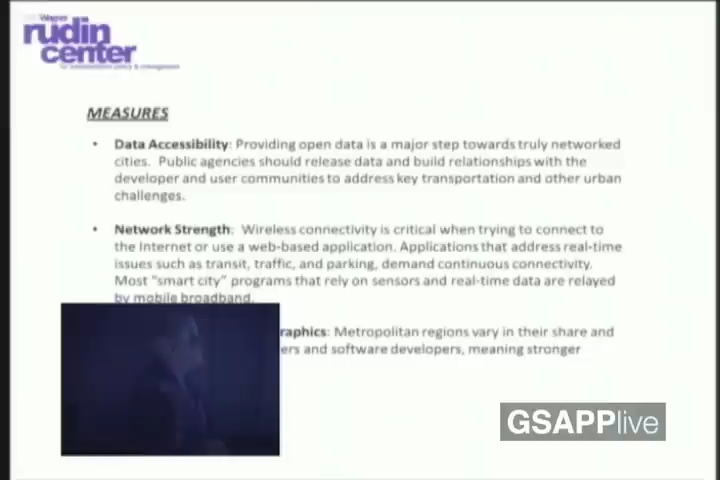 Wagner
rudin
center
for transportation policy & management
MEASURES
• Data Accessibility: Providing open data is a major step towards truly networked
cities. Public agencies should release data and build relationships with the
developer and user communities to address key transportation and other urban
challenges.
• Network Strength: Wireless connectivity is critical when trying to connect to
the Internet or use a web-based application. Applications that address real-time
issues such as transit, traffic, and parking, demand continuous connectivity.
Most "smart city" programs that rely on sensors and real-time data are relayed
by mobile broadband.
raphics: Metropolitan regions vary in their share and
ers and software developers, meaning stronger
GSAPPlive